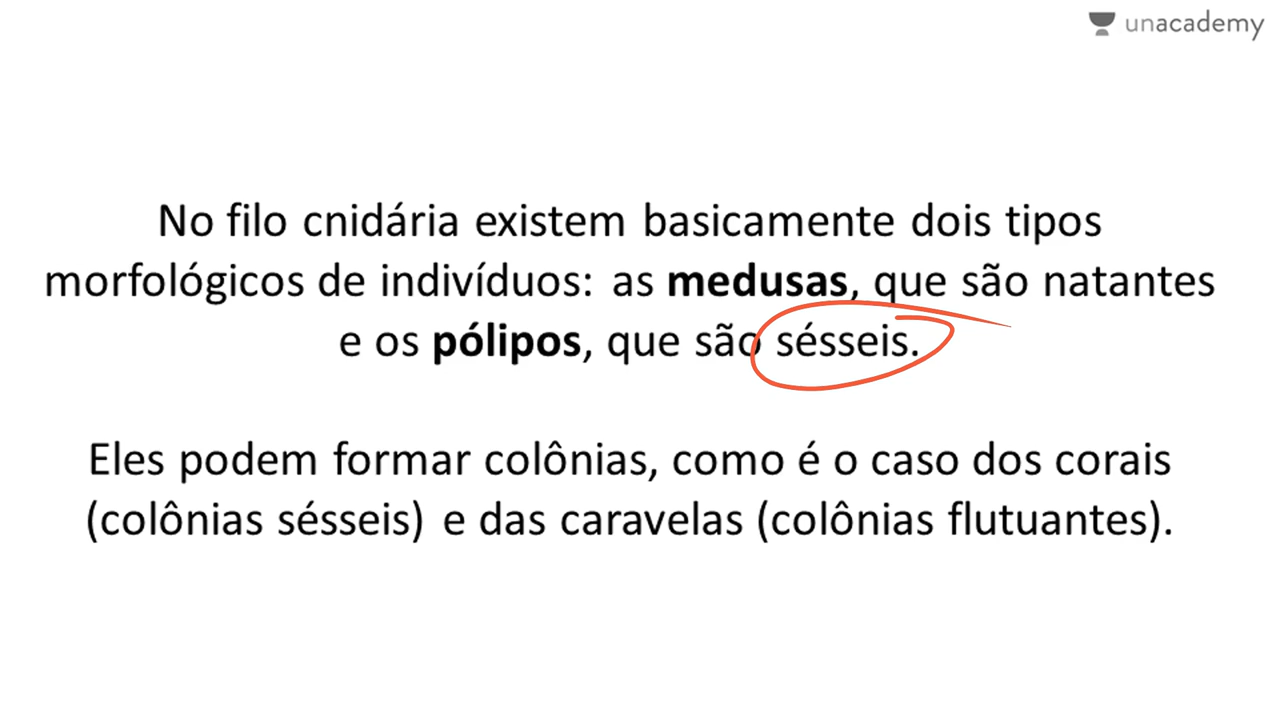 unacademy
No filo cnidária existem basicamente dois tipos
morfológicos de indivíduos: as medusas, que são natantes
e os pólipos, que são sésseis.
Eles podem formar colônias, como é o caso dos corais
(colônias sésseis) e das caravelas (colônias flutuantes).